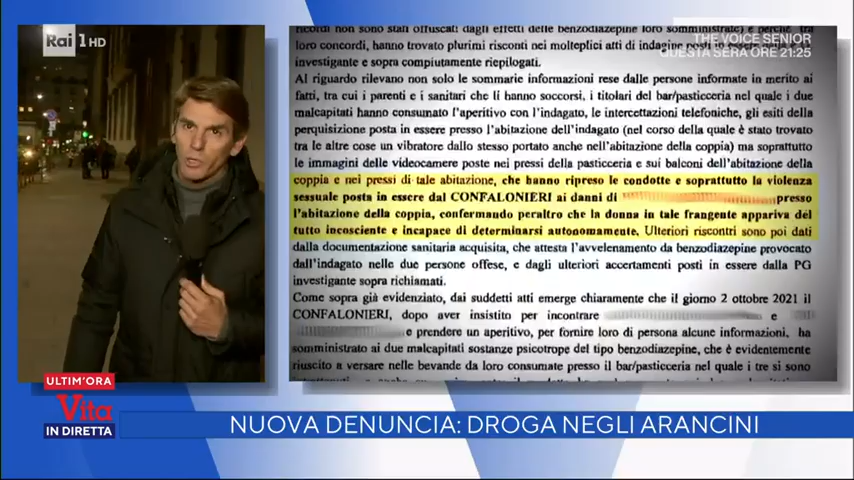 Rai 1 HD
THE VOICE SENIOR
QUESTA SERA ORE 21:25
ricordi non sono stati offuscati dagli effetti delle benzodiazepine loro somministrate) e perché, tra
loro concordi, hanno trovato plurimi riscontri nei molteplici atti di indagine posti in essere
investigante e sopra compiutamente riepilogati.
Al riguardo rilevano non solo le sommarie informazioni rese dalle persone informate in merito ai
fatti, tra cui i parenti e i sanitari che li hanno soccorsi, i titolari del bar/pasticceria nel quale i due
malcapitati hanno consumato l'aperitivo con l'indagato, le intercettazioni telefoniche, gli esiti della
perquisizione posta in essere presso l'abitazione dell'indagato (nel corso della quale è stato trovato
tra le altre cose un vibratore dallo stesso portato anche nell'abitazione della coppia) ma soprattutto
le immagini delle videocamere poste nei pressi della pasticceria e sui balconi dell'abitazione della
coppia e nei pressi di tale abitazione, che hanno ripreso le condotte e soprattutto la violenza
sessuale posta in essere dal CONFALONIERI ai danni di presso
l'abitazione della coppia, confermando peraltro che la donna in tale frangente appariva del
tutto incosciente e incapace di determinarsi autonomamente. Ulteriori riscontri sono poi dati
dalla documentazione sanitaria acquisita, che attesta l'avvelenamento da benzodiazepine provocato
dall'indagato nelle due persone offese, e dagli ulteriori accertamenti posti in essere dalla PG
investigante sopra richiamati.
Come sopra già evidenziato, dai suddetti atti emerge chiaramente che il giorno 2 ottobre 2021 il
CONFALONIERI, dopo aver insistito per incontrare e
e prendere un aperitivo, per fornire loro di persona alcune informazioni, ha
somministrato ai due malcapitati sostanze psicotrope del tipo benzodiazepine, che è evidentemente
riuscito a versare nelle bevande da loro consumate presso il bar/pasticceria nel quale i tre si sono
ULTIM'ORA
Vita
IN DIRETTA
NUOVA DENUNCIA: DROGA NEGLI ARANCINI